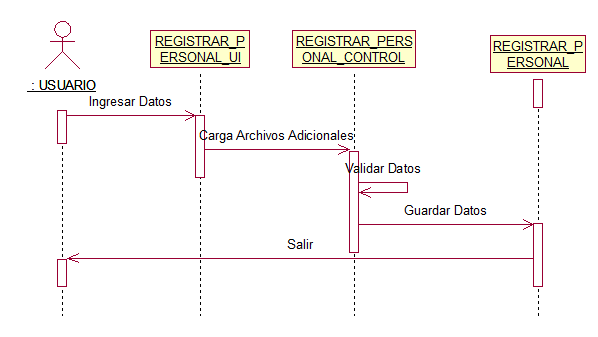 REGISTRAR_P
ERSONAL_UI
REGISTRAR_PERS
ONAL_CONTROL
REGISTRAR_P
ERSONAL
: USUARIO
Ingresar Datos
Carga Archivos Adicionales
Validar Datos
Guardar Datos
Salir